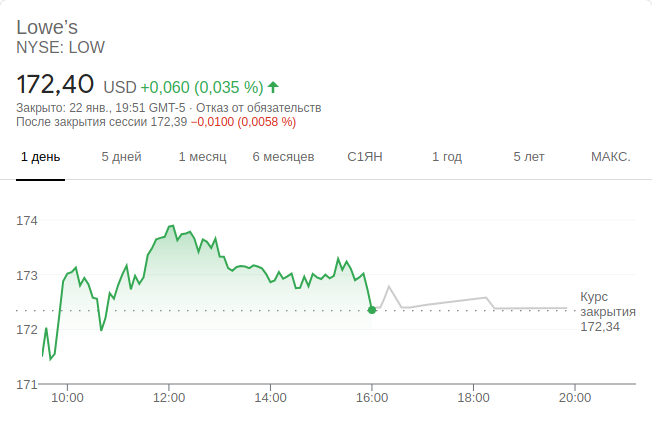 Lowe's
NYSE: LOW
172,40 USD +0,060 (0,035 %)
Закрыто: 22 янв., 19:51 GMT-5 · Отказ от обязательств
После закрытия сессии 172,39 −0,0100 (0,0058 %)
1 день 5 дней 1 месяц 6 месяцев С1ЯН 1 год 5 лет МАКС.
174
173
Курс
закрытия
172,34
172
171
10:00 12:00 14:00 16:00 18:00 20:00